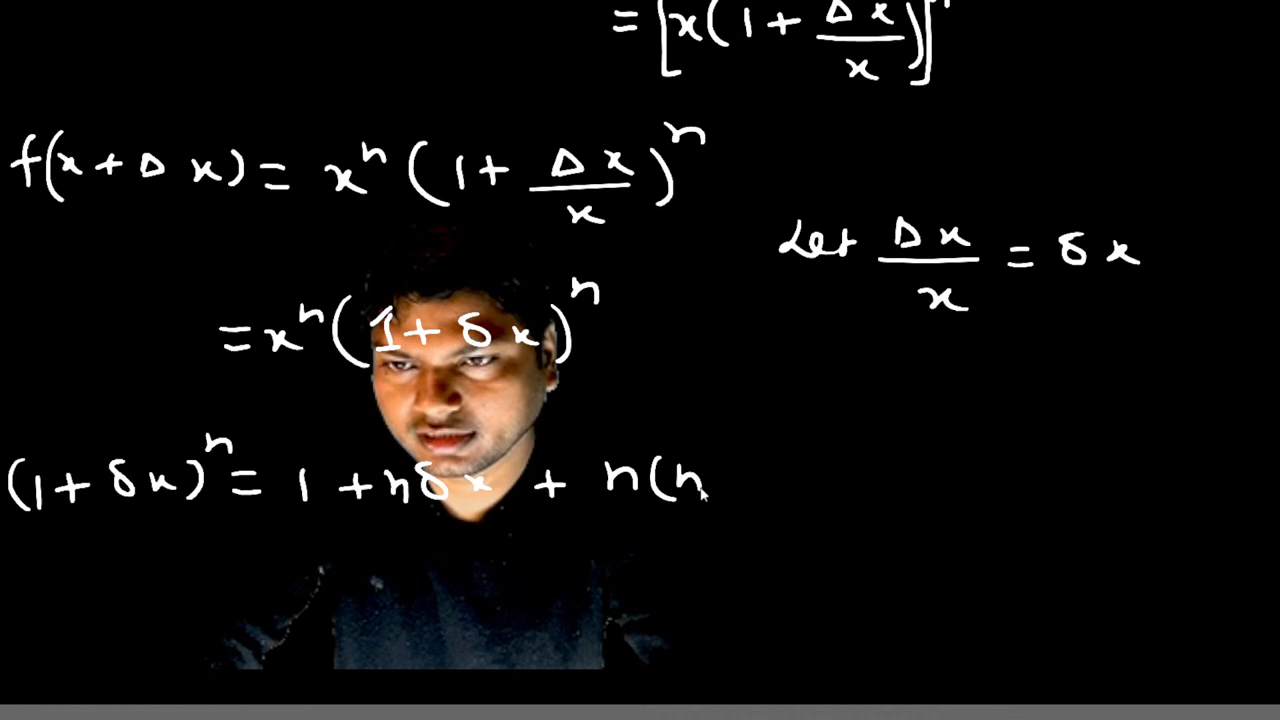 = [x(1 + Δx/x)]^n
f(x + Δx) = x^n (1 + Δx/x)^n
Let Δx/x = δx
= x^n (1 + δx)^n
(1 + δx)^n = 1 + nδx + n(n